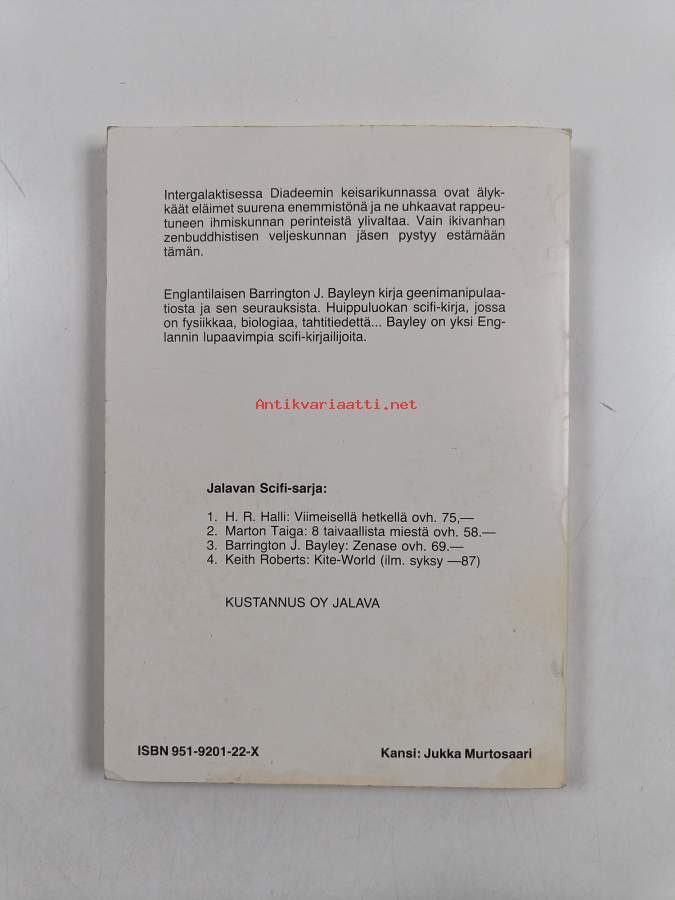 Intergalaktisessa Diadeemin keisarikunnassa ovat älyk-
käät eläimet suurena enemmistönä ja ne uhkaavat rappeu-
tuneen ihmiskunnan perinteistä ylivaltaa. Vain ikivanhan
zenbuddhistisen veljeskunnan jäsen pystyy estämään
tämän.
Englantilaisen Barrington J. Bayleyn kirja geenimanipulaa-
tiosta ja sen seurauksista. Huippuluokan scifi-kirja, jossa
on fysiikkaa, biologiaa, tahtitiedettä... Bayley on yksi Eng-
lannin lupaavimpia scifi-kirjailijoita.
Antikvariaatti.net
Jalavan Scifi-sarja:
1. H. R. Halli: Viimeisellä hetkellä ovh. 75,—
2. Marton Taiga: 8 taivaallista miestä ovh. 58.—
3. Barrington J. Bayley: Zenase ovh. 69.—
4. Keith Roberts: Kite-World (ilm. syksy —87)
KUSTANNUS OY JALAVA
ISBN 951-9201-22-X
Kansi: Jukka Murtosaari